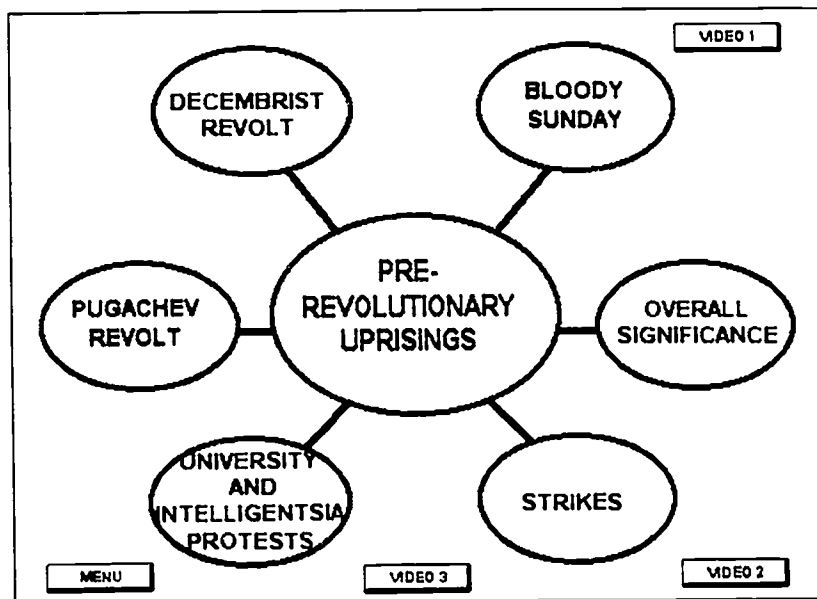 VIDEO 1
DECEMBRIST
REVOLT
BLOODY
SUNDAY
PRE-
REVOLUTIONARY
UPRISINGS
PUGACHEV
REVOLT
OVERALL
SIGNIFICANCE
UNIVERSITY
AND
INTELLIGENTSIA
PROTESTS
STRIKES
MENU
VIDEO 3
VIDEO 2